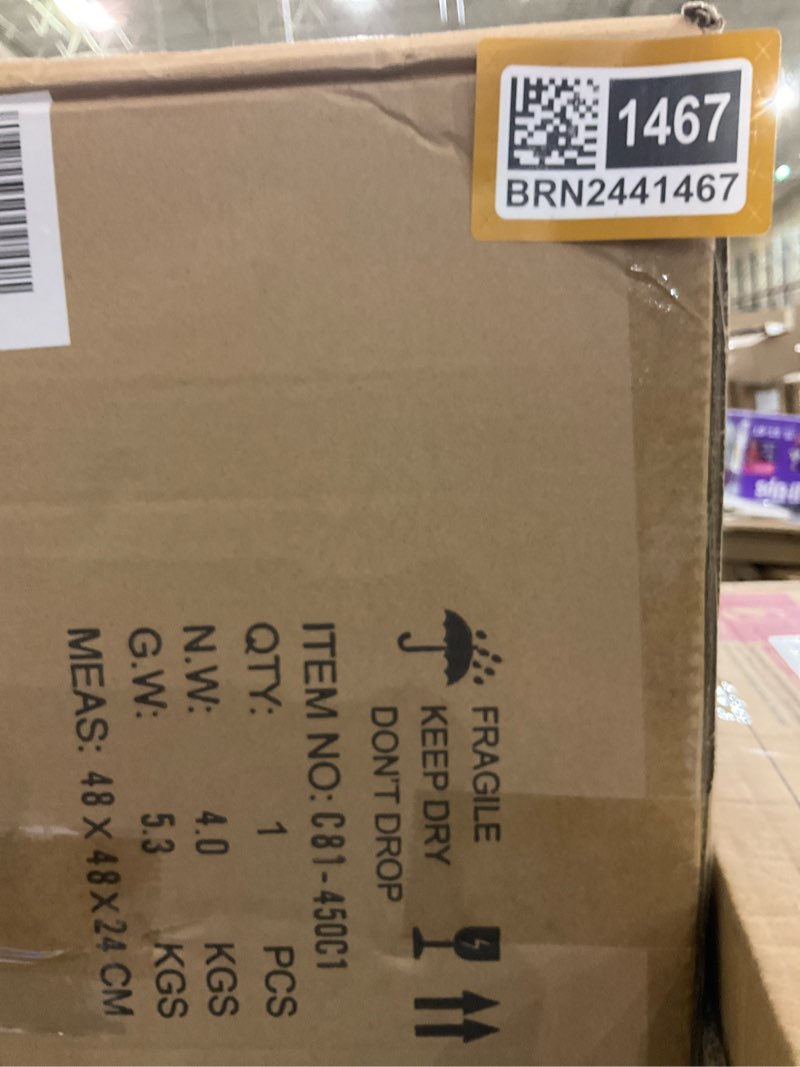 1467
BRN2441467
FRAGILE
KEEP DRY
DON'T DROP
ITEM NO: C81-450C1
QTY: 1 PCS
N.W: 4.0 KGS
G.W: 5.3 KGS
MEAS: 48 X 48 X 24 CM